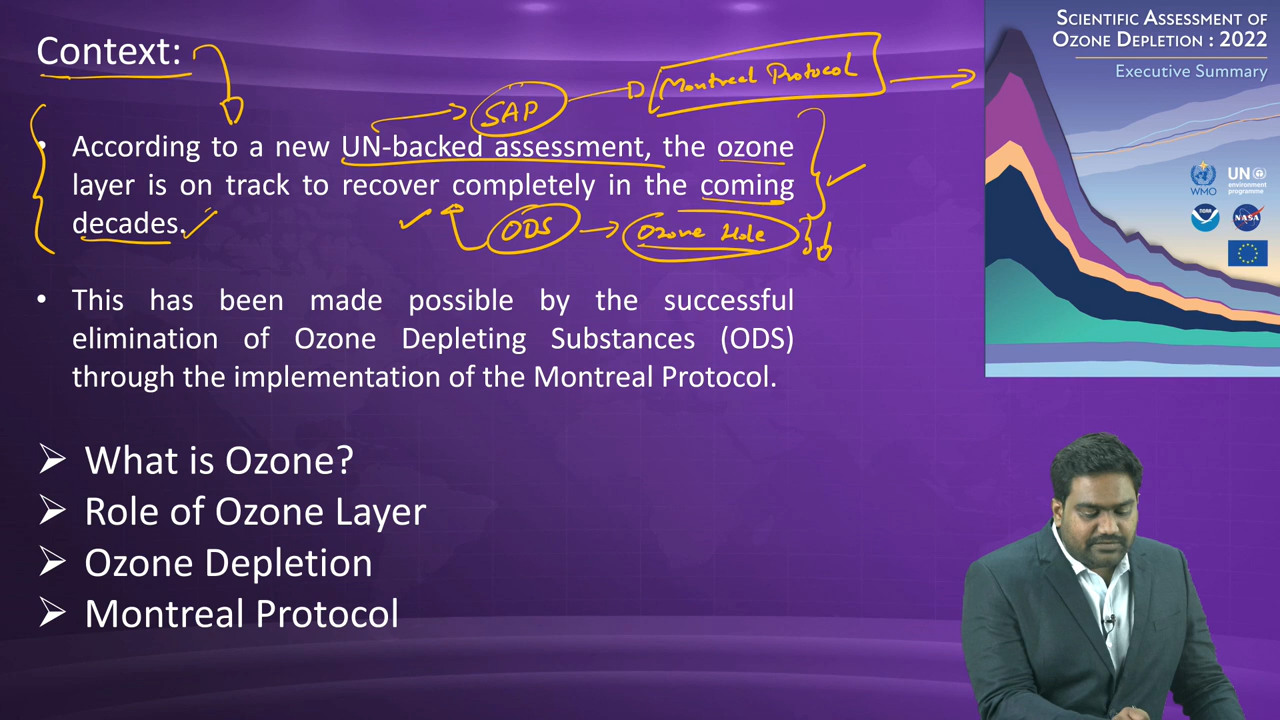 Context:
SAP
Montreal Protocol
SCIENTIFIC ASSESSMENT OF
OZONE DEPLETION : 2022
Executive Summary
• According to a new UN-backed assessment, the ozone
layer is on track to recover completely in the coming
decades.
ODS
Ozone Hole
WMO
UN
environment
programme
NOAA
NASA
• This has been made possible by the successful
elimination of Ozone Depleting Substances (ODS)
through the implementation of the Montreal Protocol.
➤ What is Ozone?
➤ Role of Ozone Layer
➤ Ozone Depletion
➤ Montreal Protocol